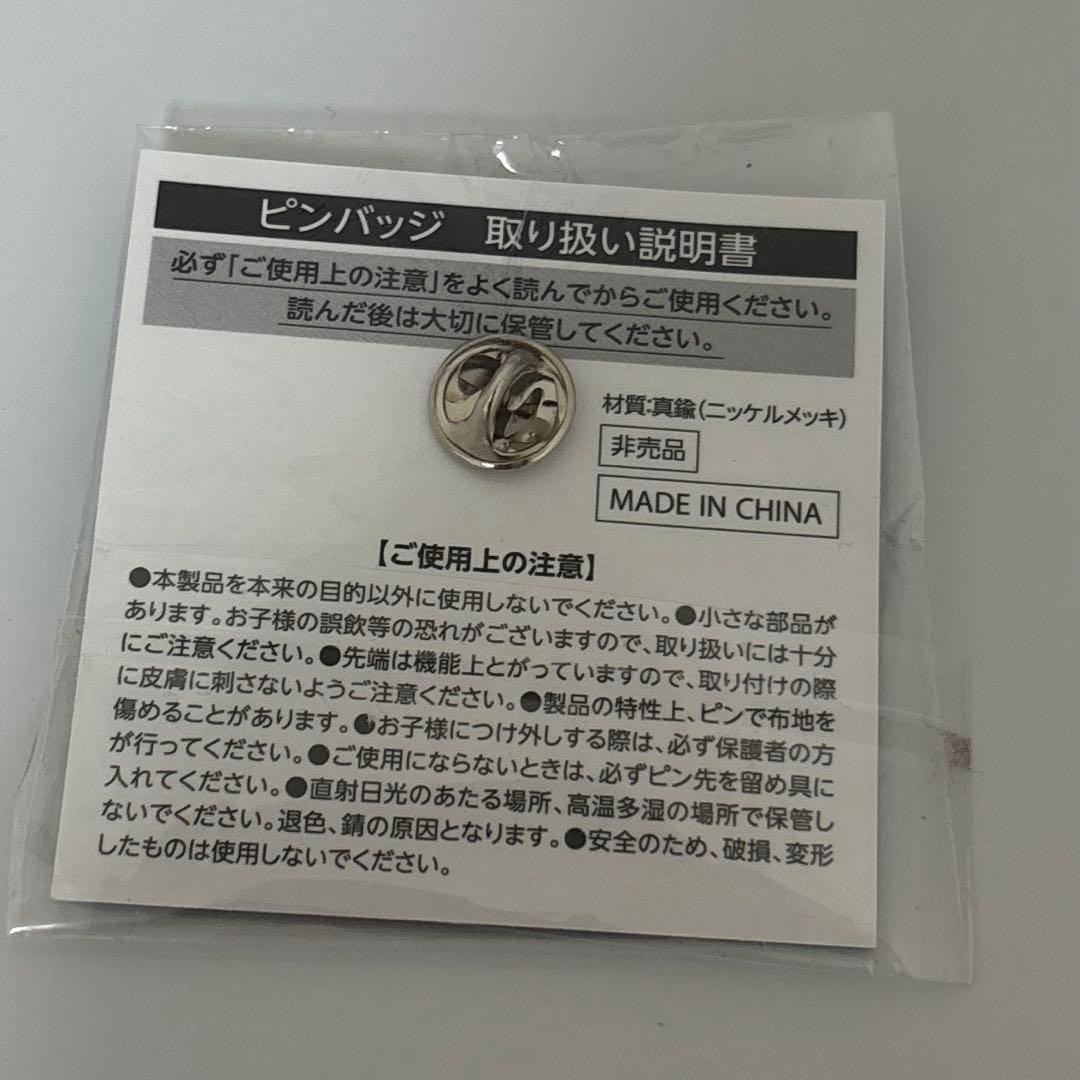 ピンバッジ 取り扱い説明書
必ず「ご使用上の注意」をよく読んでからご使用ください。
読んだ後は大切に保管してください。
材質:真鍮(ニッケルメッキ)
非売品
MADE IN CHINA
【ご使用上の注意】
●本製品を本来の目的以外に使用しないでください。●小さな部品が
あります。お子様の誤飲等の恐れがございますので、取り扱いには十分
にご注意ください。●先端は機能上とがっていますので、取り付けの際
に皮膚に刺さないようご注意ください。●製品の特性上、ピンで布地を
傷めることがあります。●お子様につけ外しする際は、必ず保護者の方
が行ってください。●ご使用にならないときは、必ずピン先を留め具に
入れてください。●直射日光のあたる場所、高温多湿の場所で保管し
ないでください。退色、錆の原因となります。●安全のため、破損、変形
したものは使用しないでください。